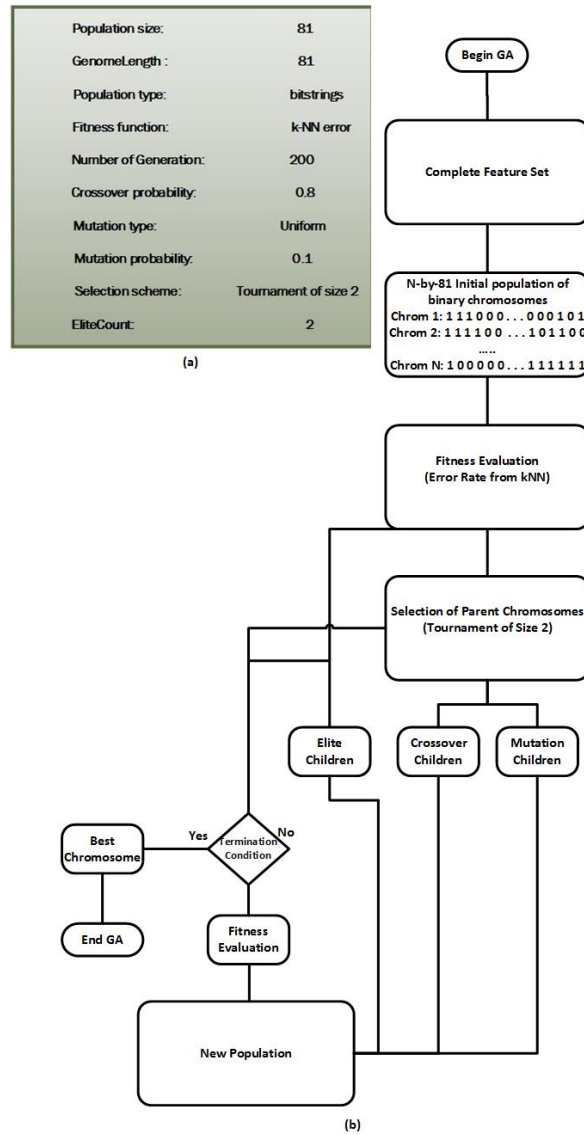 Population size: 81
GenomeLength : 81
Population type: bitstrings
Fitness function: k-NN error
Number of Generation: 200
Crossover probability: 0.8
Mutation type: Uniform
Mutation probability: 0.1
Selection scheme: Tournament of size 2
EliteCount: 2
(a)
Begin GA
Complete Feature Set
N-by-81 Initial population of
binary chromosomes
Chrom 1: 1 1 1 0 0 0 . . . 0 0 0 1 0 1
Chrom 2: 1 1 1 1 0 0 . . . 1 0 1 1 0 0
.....
Chrom N: 1 0 0 0 0 0 . . . 1 1 1 1 1 1
Fitness Evaluation
(Error Rate from kNN)
Selection of Parent Chromosomes
(Tournament of Size 2)
Elite
Children
Crossover
Children
Mutation
Children
Yes
No
Termination
Condition
Best
Chromosome
End GA
Fitness
Evaluation
New Population
(b)